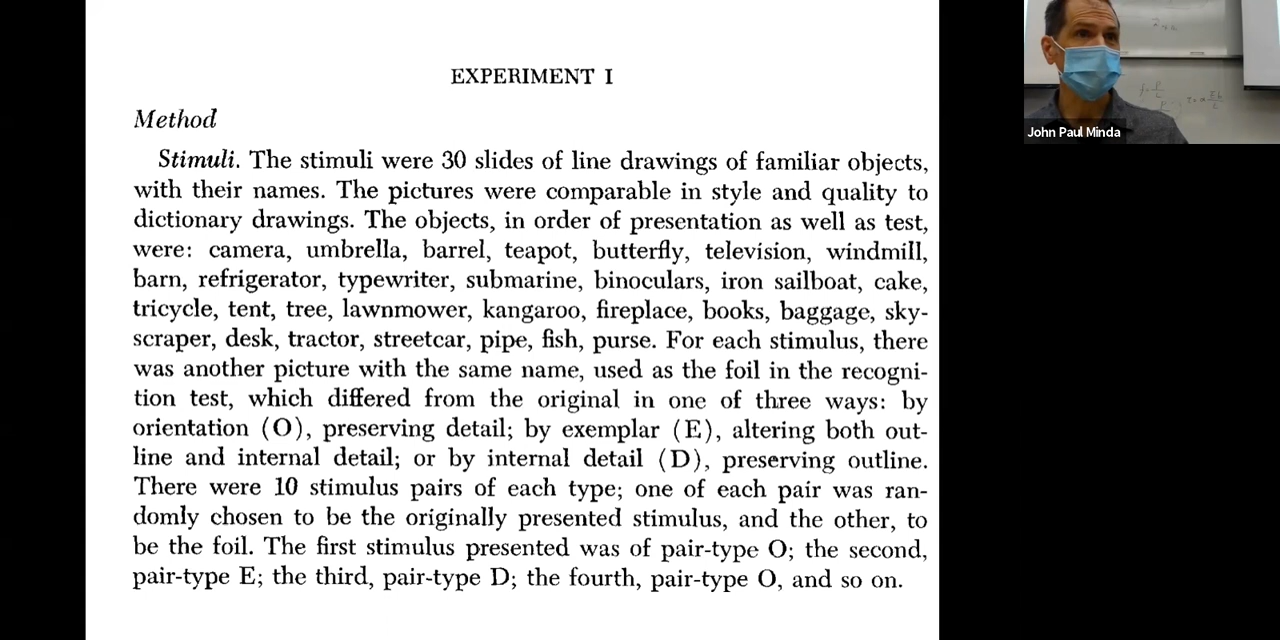 EXPERIMENT I
Method
Stimuli. The stimuli were 30 slides of line drawings of familiar objects,
with their names. The pictures were comparable in style and quality to
dictionary drawings. The objects, in order of presentation as well as test,
were: camera, umbrella, barrel, teapot, butterfly, television, windmill,
barn, refrigerator, typewriter, submarine, binoculars, iron sailboat, cake,
tricycle, tent, tree, lawnmower, kangaroo, fireplace, books, baggage, sky-
scraper, desk, tractor, streetcar, pipe, fish, purse. For each stimulus, there
was another picture with the same name, used as the foil in the recogni-
tion test, which differed from the original in one of three ways: by
orientation (O), preserving detail; by exemplar (E), altering both out-
line and internal detail; or by internal detail (D), preserving outline.
There were 10 stimulus pairs of each type; one of each pair was ran-
domly chosen to be the originally presented stimulus, and the other, to
be the foil. The first stimulus presented was of pair-type O; the second,
pair-type E; the third, pair-type D; the fourth, pair-type O, and so on.
John Paul Minda